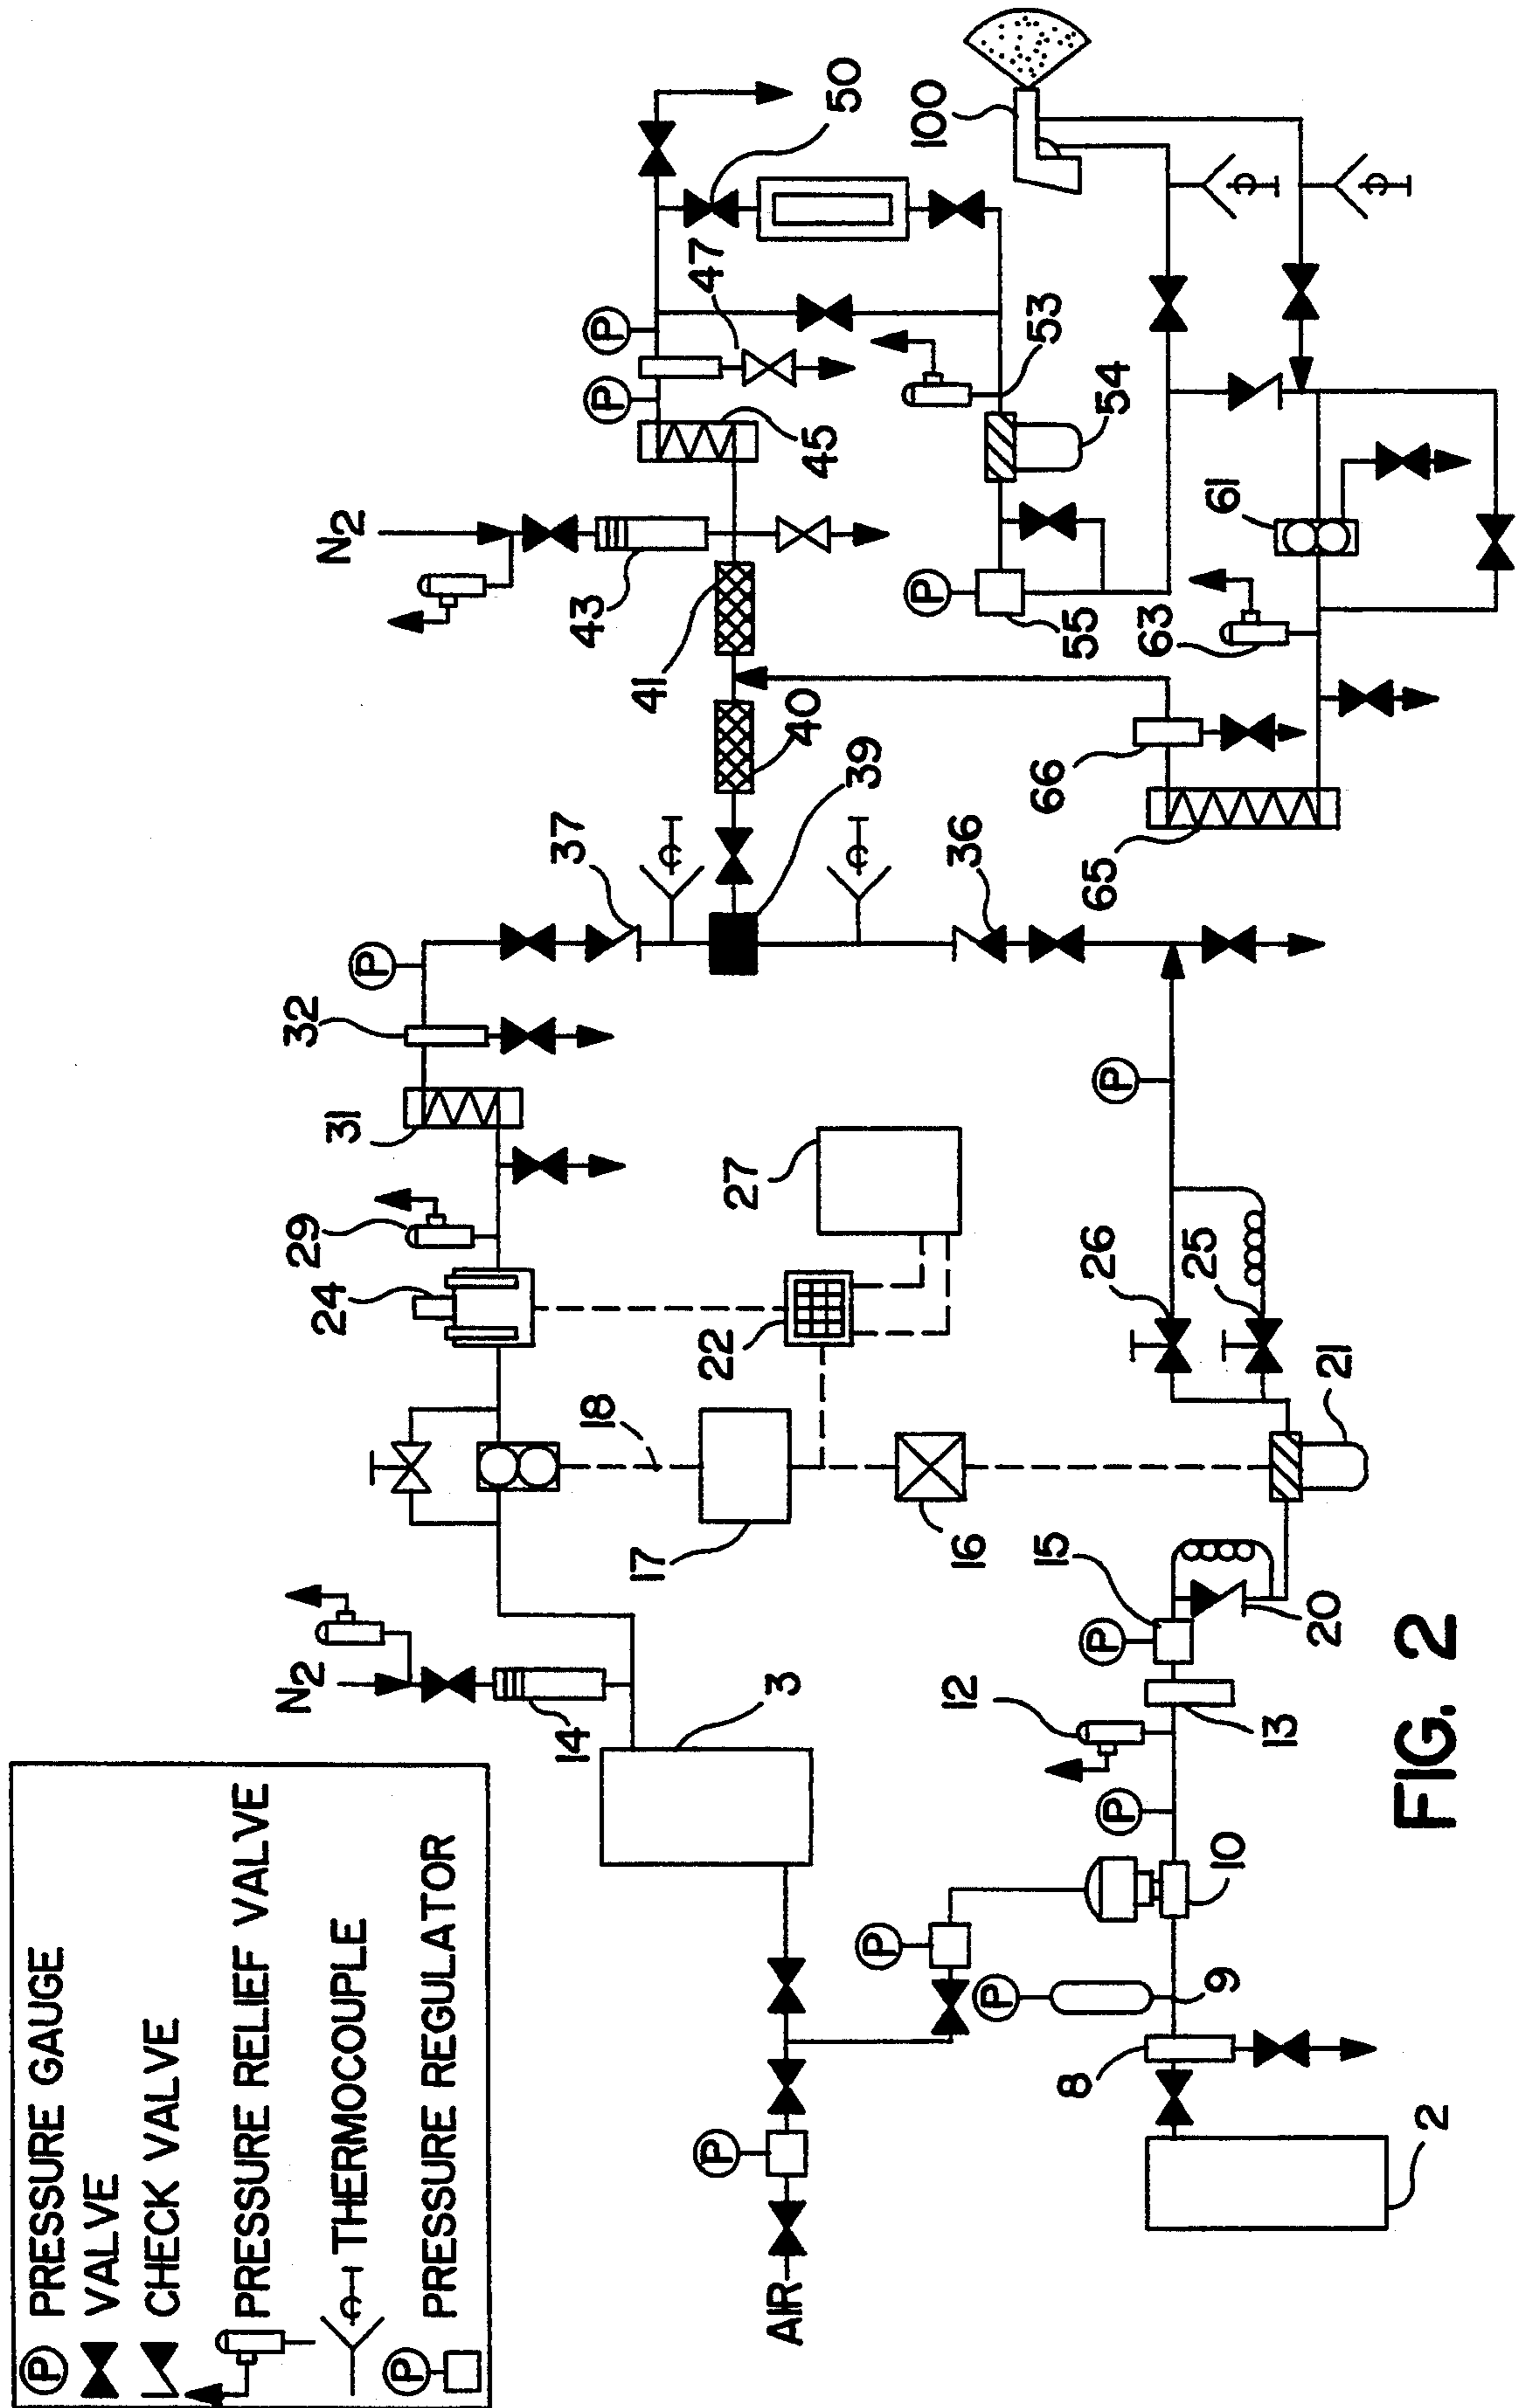 P PRESSURE GAUGE
VALVE
CHECK VALVE
PRESSURE RELIEF VALVE
THERMOCOUPLE
P PRESSURE REGULATOR
N2
N2
P
P
P
P
P
P
P
P
P
P
P
AIR
2
3
8
9
10
12
13
14
15
16
17
18
20
21
22
24
25
26
27
29
31
32
36
37
39
40
41
43
45
47
50
53
54
55
61
63
65
66
100
FIG. 2